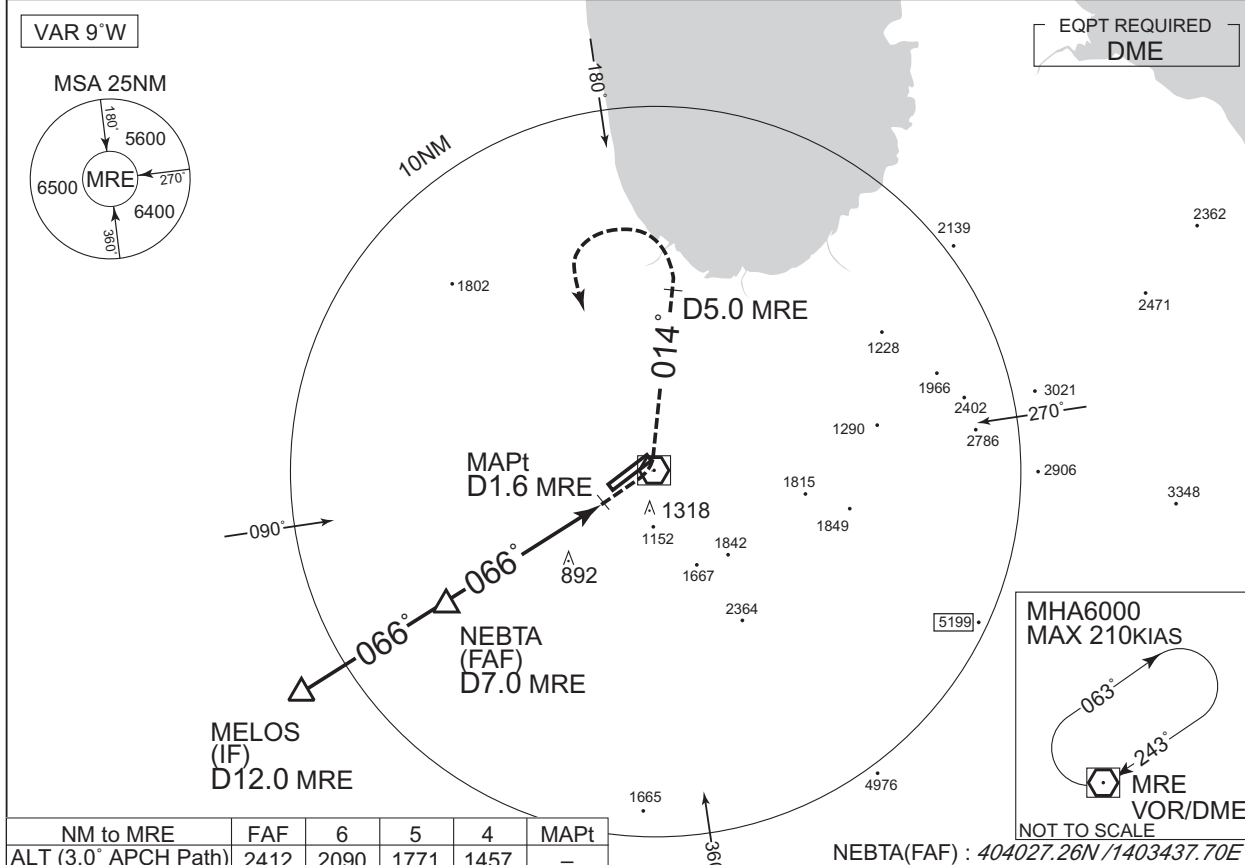 VAR 9°W
EQPT REQUIRED
DME
MSA 25NM
180°
5600
MRE
270°
6500
6400
360°
180°
10NM
2139
2362
1802
2471
D5.0 MRE
014°
1228
1966
3021
2402
270°
1290
2786
MAPt
D1.6 MRE
2906
1815
1318
3348
1849
090°
1152
1842
066°
892
1667
2364
5199
NEBTA
(FAF)
D7.0 MRE
066°
MELOS
(IF)
D12.0 MRE
MHA6000
MAX 210KIAS
063°
243°
MRE
VOR/DME
NOT TO SCALE
4976
1665
360
NM to MRE FAF 6 5 4 MAPt
ALT (3.0° APCH Path) 2412 2090 1771 1457 –
NEBTA(FAF) : 404027.26N /1403437.70E